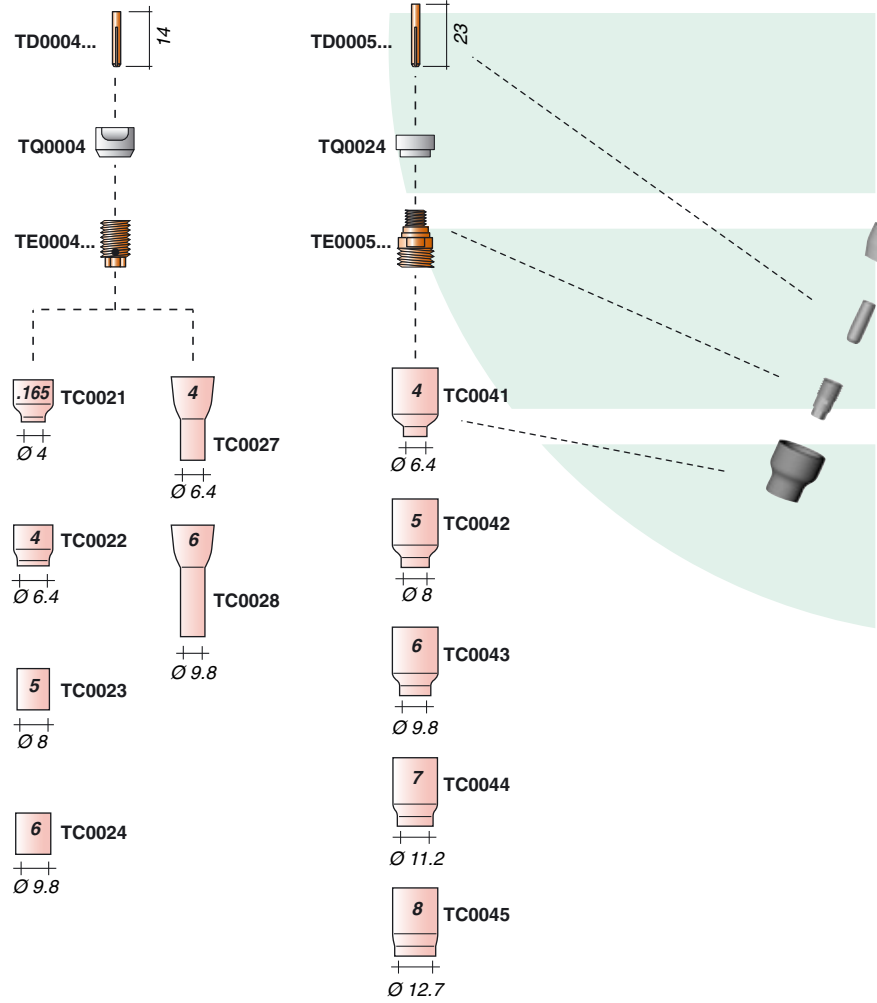 TD0004...
14
TQ0004
TE0004...
.165
TC0021
Ø 4
4
TC0027
Ø 6.4
4
TC0022
Ø 6.4
6
TC0028
Ø 9.8
5
TC0023
Ø 8
6
TC0024
Ø 9.8
TD0005...
23
TQ0024
TE0005...
4
TC0041
Ø 6.4
5
TC0042
Ø 8
6
TC0043
Ø 9.8
7
TC0044
Ø 11.2
8
TC0045
Ø 12.7